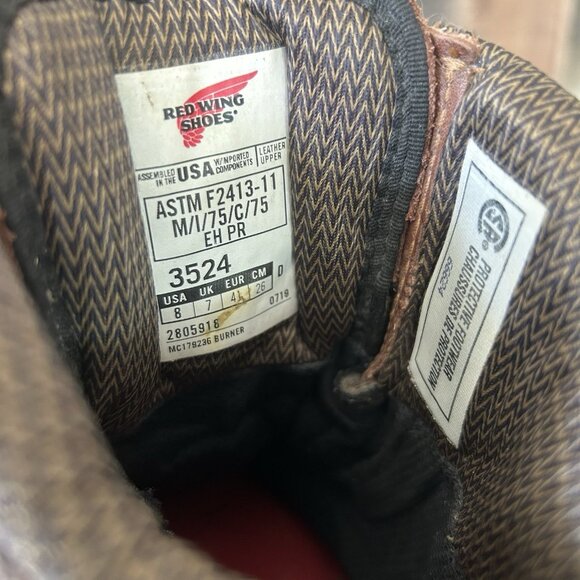 RED WING
SHOES
ASSEMBLED IN THE USA W/IMPORTED COMPONENTS LEATHER UPPER
ASTM F2413-11
M/I/75/C/75
EH PR
3524
USA UK EUR CM D
8 7 41 26
2805918 0719
MC179236 BURNER
PROTECTIVE FOOTWEAR
CHAUSSURES DE PROTECTION